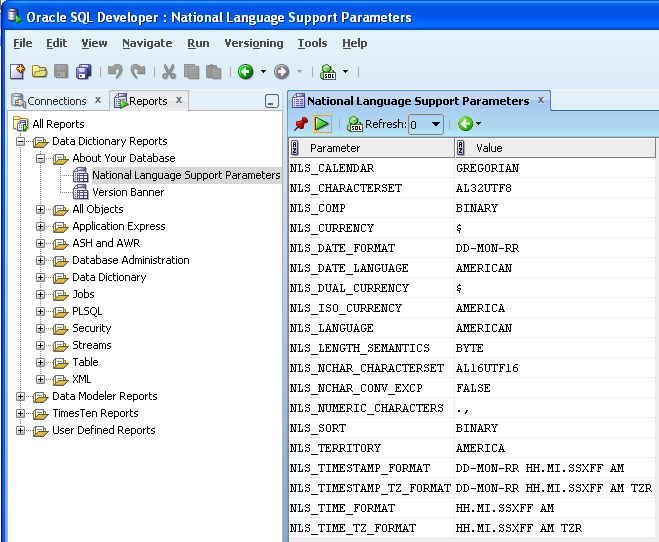 Oracle SQL Developer : National Language Support Parameters
File Edit View Navigate Run Versioning Tools Help
SQL
Connections x Reports x
All Reports
Data Dictionary Reports
About Your Database
National Language Support Parameters
Version Banner
All Objects
Application Express
ASH and AWR
Database Administration
Data Dictionary
Jobs
PLSQL
Security
Streams
Table
XML
Data Modeler Reports
TimesTen Reports
User Defined Reports
National Language Support Parameters x
SQL Refresh: 0
Parameter Value
NLS_CALENDAR GREGORIAN
NLS_CHARACTERSET AL32UTF8
NLS_COMP BINARY
NLS_CURRENCY $
NLS_DATE_FORMAT DD-MON-RR
NLS_DATE_LANGUAGE AMERICAN
NLS_DUAL_CURRENCY $
NLS_ISO_CURRENCY AMERICA
NLS_LANGUAGE AMERICAN
NLS_LENGTH_SEMANTICS BYTE
NLS_NCHAR_CHARACTERSET AL16UTF16
NLS_NCHAR_CONV_EXCP FALSE
NLS_NUMERIC_CHARACTERS .,
NLS_SORT BINARY
NLS_TERRITORY AMERICA
NLS_TIMESTAMP_FORMAT DD-MON-RR HH.MI.SSXFF AM
NLS_TIMESTAMP_TZ_FORMAT DD-MON-RR HH.MI.SSXFF AM TZR
NLS_TIME_FORMAT HH.MI.SSXFF AM
NLS_TIME_TZ_FORMAT HH.MI.SSXFF AM TZR